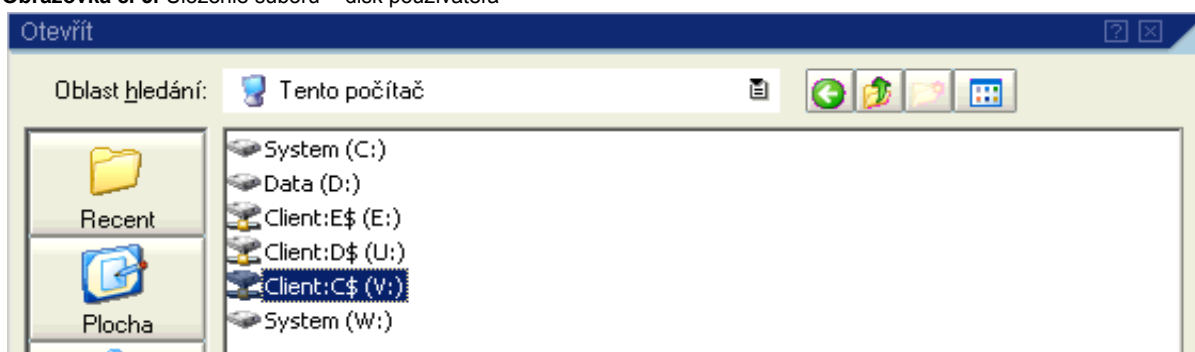 Otevřít
Oblast hledání: Tento počítač
System (C:)
Data (D:)
Client:E$ (E:)
Recent
Client:D$ (U:)
Client:C$ (V:)
System (W:)
Plocha